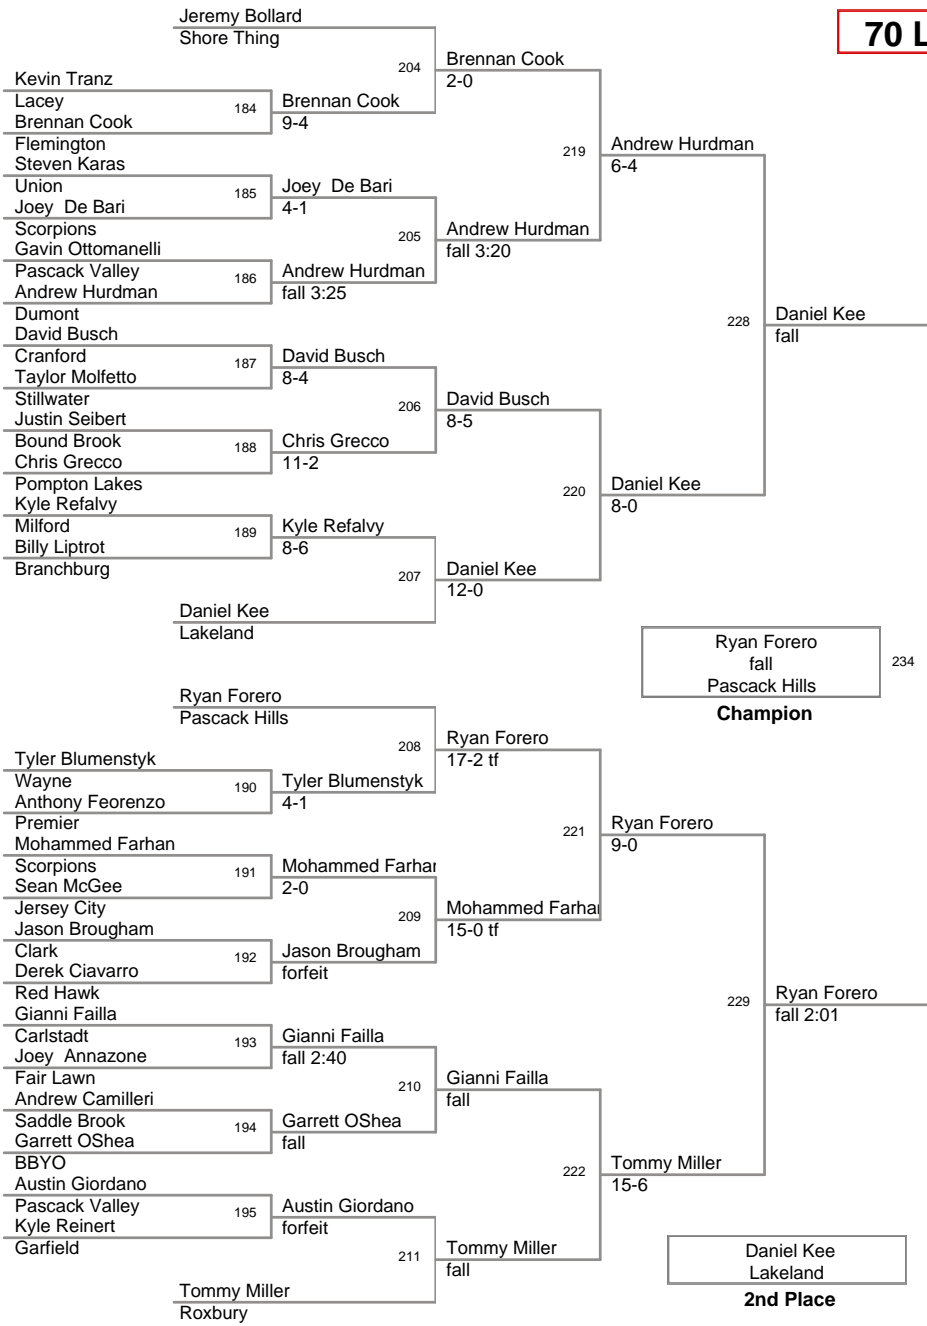 Jeremy Bollard
70 L
Shore Thing
204
Brennan Cook
2-0
Kevin Tranz
Lacey
184
Brennan Cook
Brennan Cook
9-4
Flemington
219
Andrew Hurdman
6-4
Steven Karas
Union
185
Joey  De Bari
Joey  De Bari
4-1
Scorpions
205
Andrew Hurdman
fall 3:20
Gavin Ottomanelli
Pascack Valley
186
Andrew Hurdman
Andrew Hurdman
fall 3:25
Dumont
228
Daniel Kee
fall
David Busch
Cranford
187
David Busch
Taylor Molfetto
8-4
Stillwater
206
David Busch
8-5
Justin Seibert
Bound Brook
188
Chris Grecco
Chris Grecco
11-2
Pompton Lakes
220
Daniel Kee
8-0
Kyle Refalvy
Milford
189
Kyle Refalvy
Billy Liptrot
8-6
Branchburg
207
Daniel Kee
12-0
Daniel Kee
Lakeland
Ryan Forero
fall
Pascack Hills
234
Champion
Ryan Forero
Pascack Hills
208
Ryan Forero
17-2 tf
Tyler Blumenstyk
Wayne
190
Tyler Blumenstyk
Anthony Feorenzo
4-1
Premier
221
Ryan Forero
9-0
Mohammed Farhan
Scorpions
191
Mohammed Farhan
Sean McGee
2-0
Jersey City
209
Mohammed Farhan
15-0 tf
Jason Brougham
Clark
192
Jason Brougham
Derek Ciavarro
forfeit
Red Hawk
229
Ryan Forero
fall 2:01
Gianni Failla
Carlstadt
193
Gianni Failla
Joey  Annazone
fall 2:40
Fair Lawn
210
Gianni Failla
fall
Andrew Camilleri
Saddle Brook
194
Garrett OShea
Garrett OShea
fall
BBYO
222
Tommy Miller
15-6
Austin Giordano
Pascack Valley
195
Austin Giordano
Kyle Reinert
forfeit
Garfield
211
Tommy Miller
fall
Tommy Miller
Roxbury
Daniel Kee
Lakeland
2nd Place